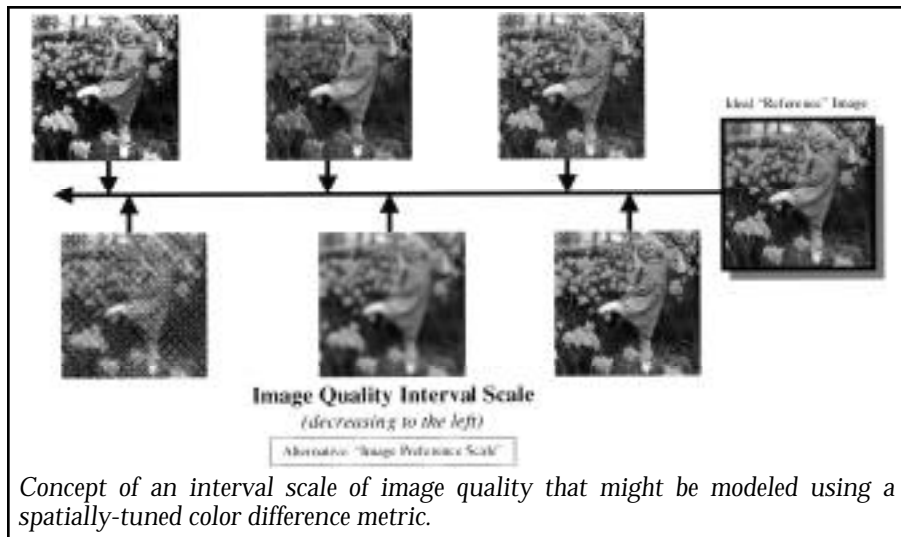 Ideal "Reference" Image
Image Quality Interval Scale
(decreasing to the left)
Alternative: "Image Preference Scale"
Concept of an interval scale of image quality that might be modeled using a
spatially-tuned color difference metric.